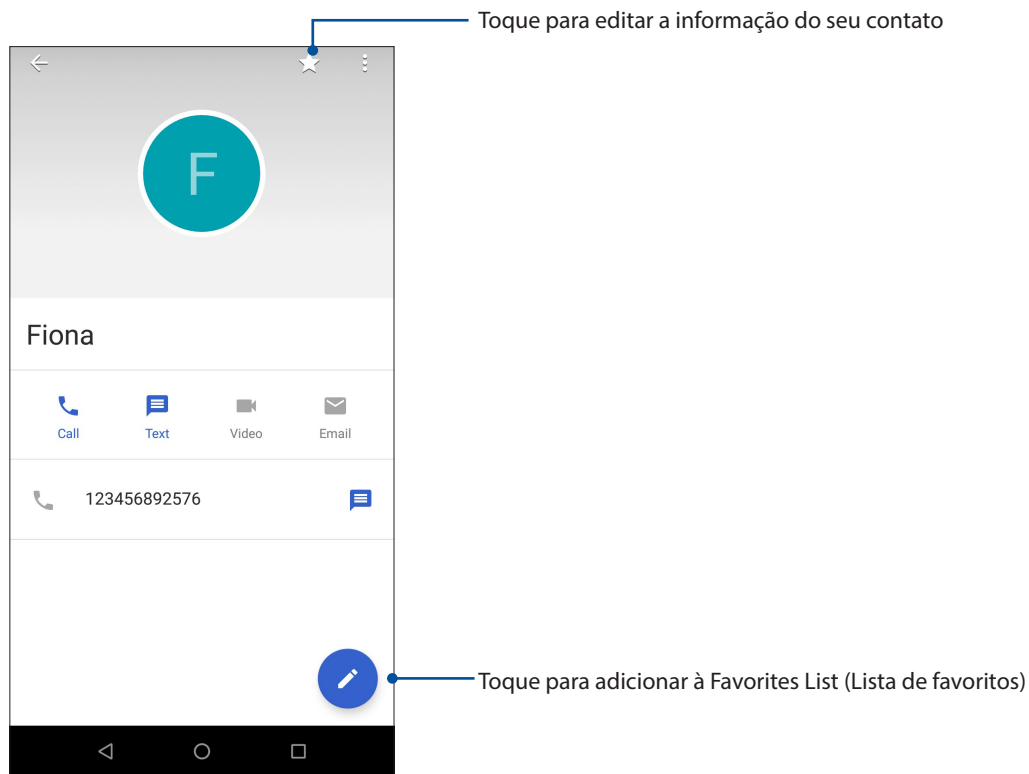 Toque para editar a informação do seu contato
F
Fiona
Call Text Video Email
123456892576
Toque para adicionar à Favorites List (Lista de favoritos)